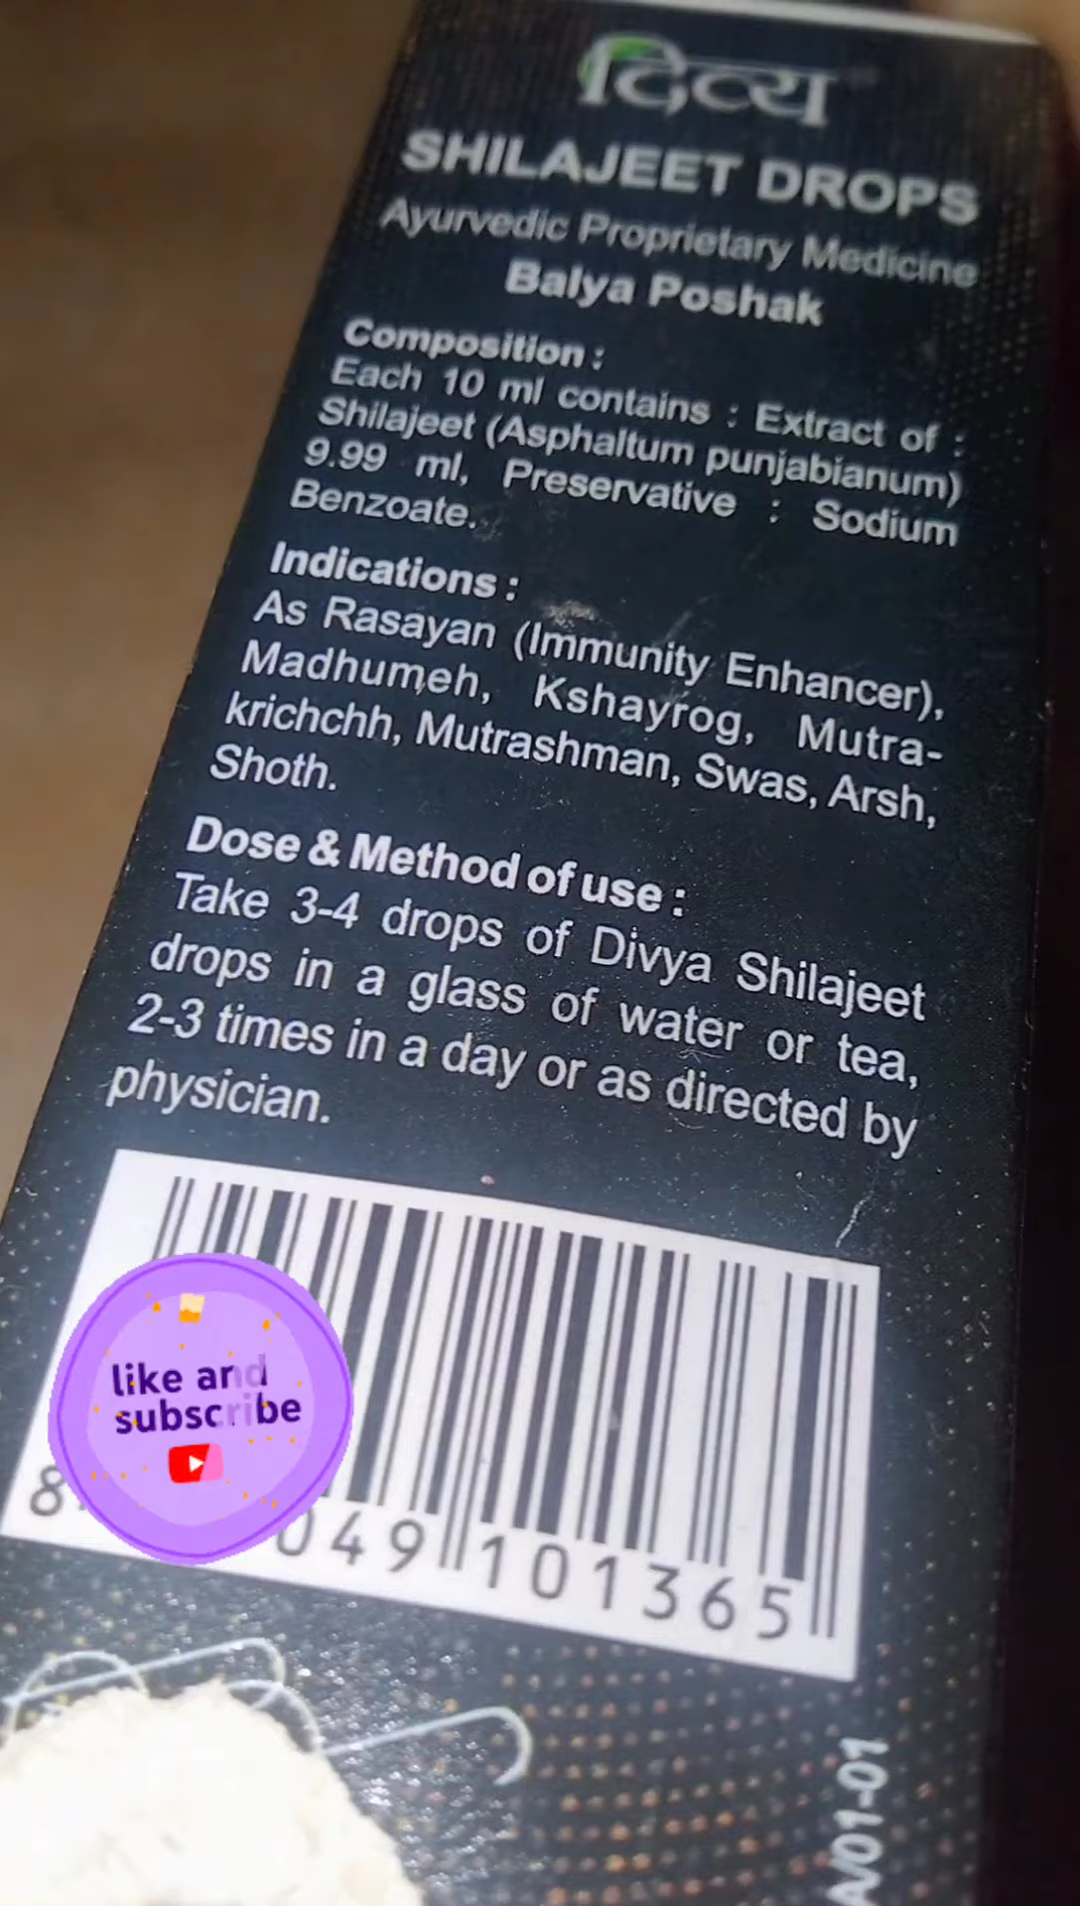 दिव्य
SHILAJEET DROPS
Ayurvedic Proprietary Medicine
Balya Poshak
Composition :
Each 10 ml contains : Extract of :
Shilajeet (Asphaltum punjabianum)
9.99 ml, Preservative : Sodium
Benzoate.
Indications :
As Rasayan (Immunity Enhancer),
Madhumeh, Kshayrog, Mutra-
krichchh, Mutrashman, Swas, Arsh,
Shoth.
Dose & Method of use :
Take 3-4 drops of Divya Shilajeet
drops in a glass of water or tea,
2-3 times in a day or as directed by
physician.
like and
subscribe
8 049 101365
/01-01